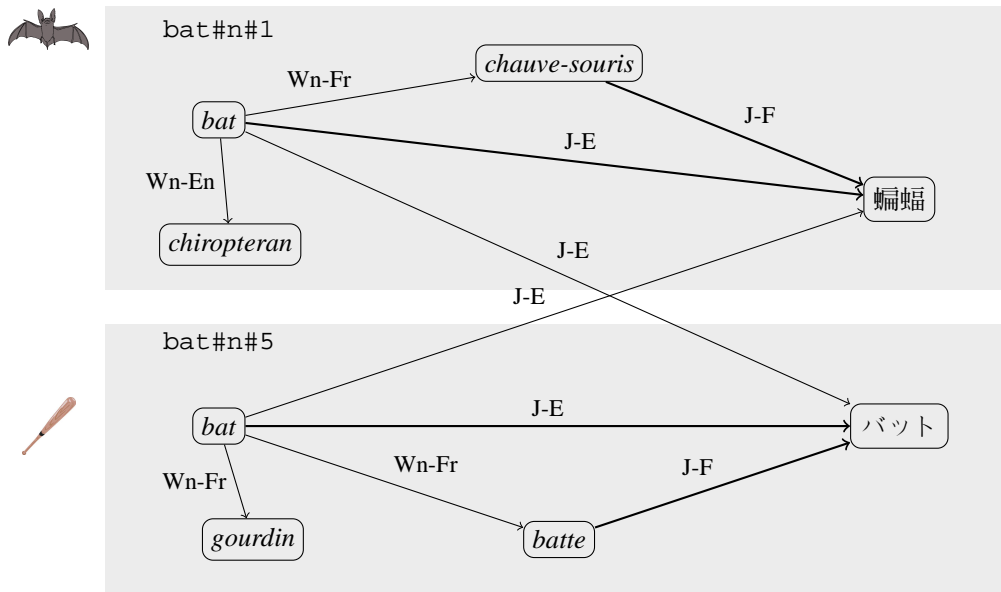 bat#n#1
chauve-souris
Wn-Fr
J-F
bat
J-E
Wn-En
蝙蝠
chiropteran
J-E
J-E
bat#n#5
J-E
バット
bat
Wn-Fr
J-F
Wn-Fr
gourdin
batte